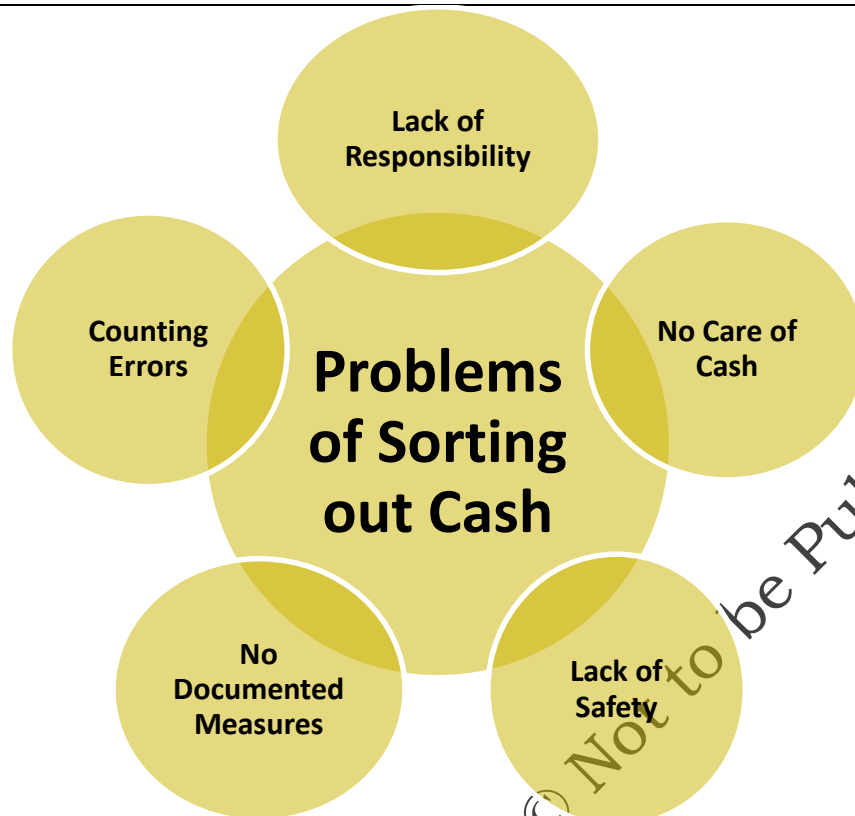 Lack of
Responsibility
Counting
Errors
No Care of
Cash
Problems
of Sorting
out Cash
No
Documented
Measures
Lack of
Safety
© Not to be